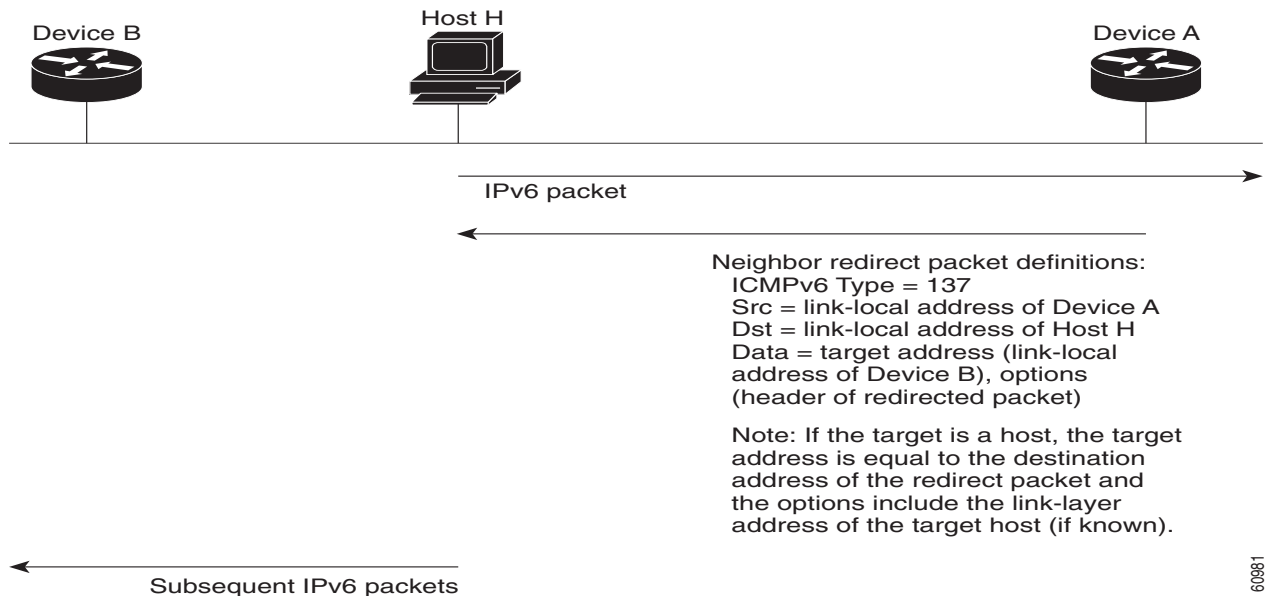 Device B
Host H
Device A
IPv6 packet
Neighbor redirect packet definitions:
ICMPv6 Type = 137
Src = link-local address of Device A
Dst = link-local address of Host H
Data = target address (link-local
address of Device B), options
(header of redirected packet)
Note: If the target is a host, the target
address is equal to the destination
address of the redirect packet and
the options include the link-layer
address of the target host (if known).
Subsequent IPv6 packets
60981